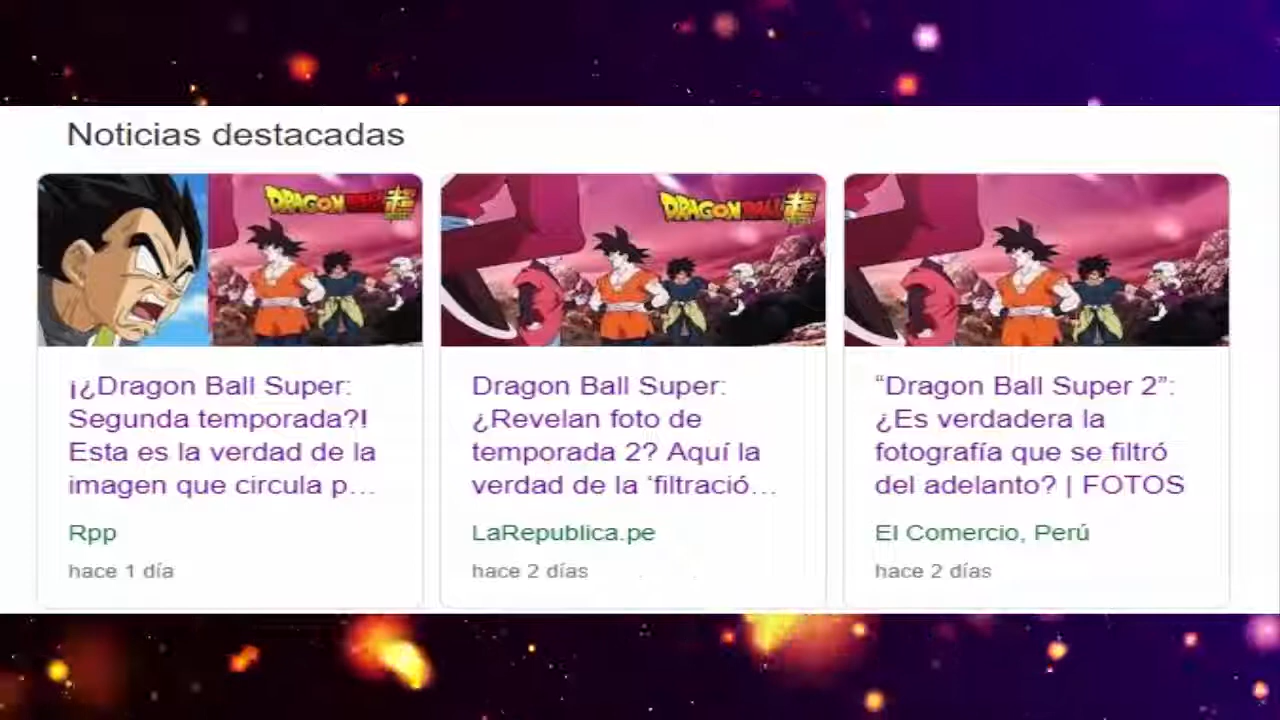 Noticias destacadas
DRAGON BALL 超
¡¿Dragon Ball Super:
Segunda temporada?!
Esta es la verdad de la
imagen que circula p...
Rpp
hace 1 día
DRAGON BALL 超
Dragon Ball Super:
¿Revelan foto de
temporada 2? Aquí la
verdad de la ‘filtració...
LaRepublica.pe
hace 2 días
“Dragon Ball Super 2”:
¿Es verdadera la
fotografía que se filtró
del adelanto? | FOTOS
El Comercio, Perú
hace 2 días